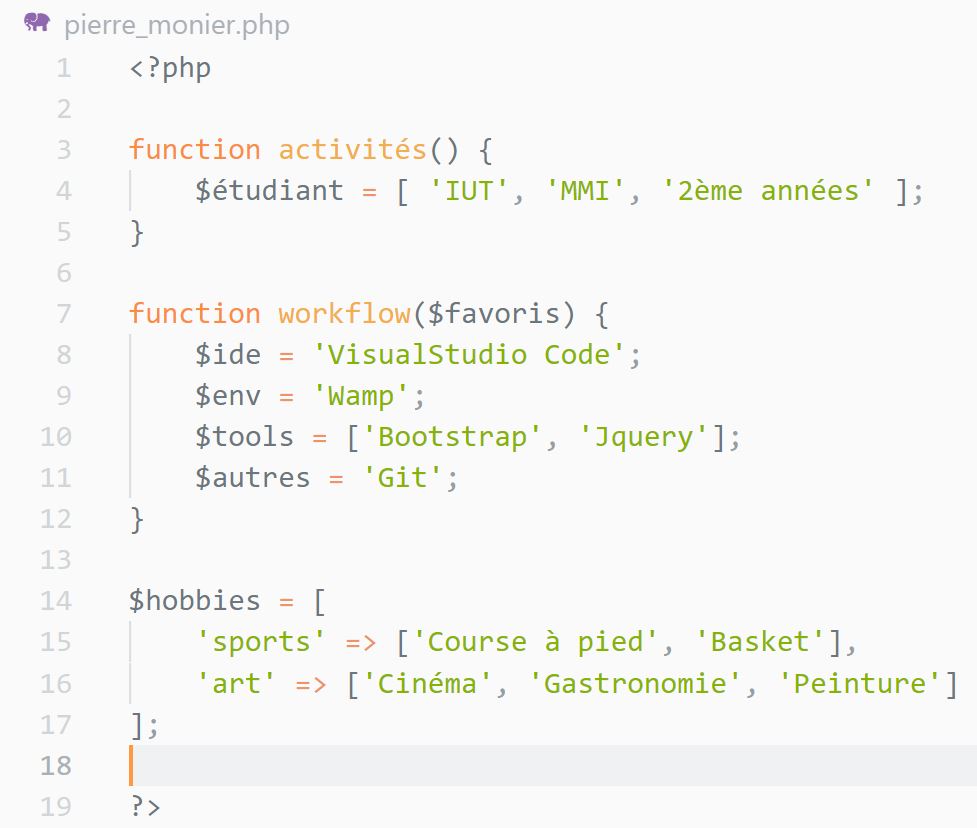 pierre_monier.php
1 <?php
2
3 function activités() {
4 $étudiant = [ 'IUT', 'MMI', '2ème années' ];
5 }
6
7 function workflow($favoris) {
8 $ide = 'VisualStudio Code';
9 $env = 'Wamp';
10 $tools = ['Bootstrap', 'Jquery'];
11 $autres = 'Git';
12 }
13
14 $hobbies = [
15 'sports' => ['Course à pied', 'Basket'],
16 'art' => ['Cinéma', 'Gastronomie', 'Peinture']
17 ];
18
19 ?>